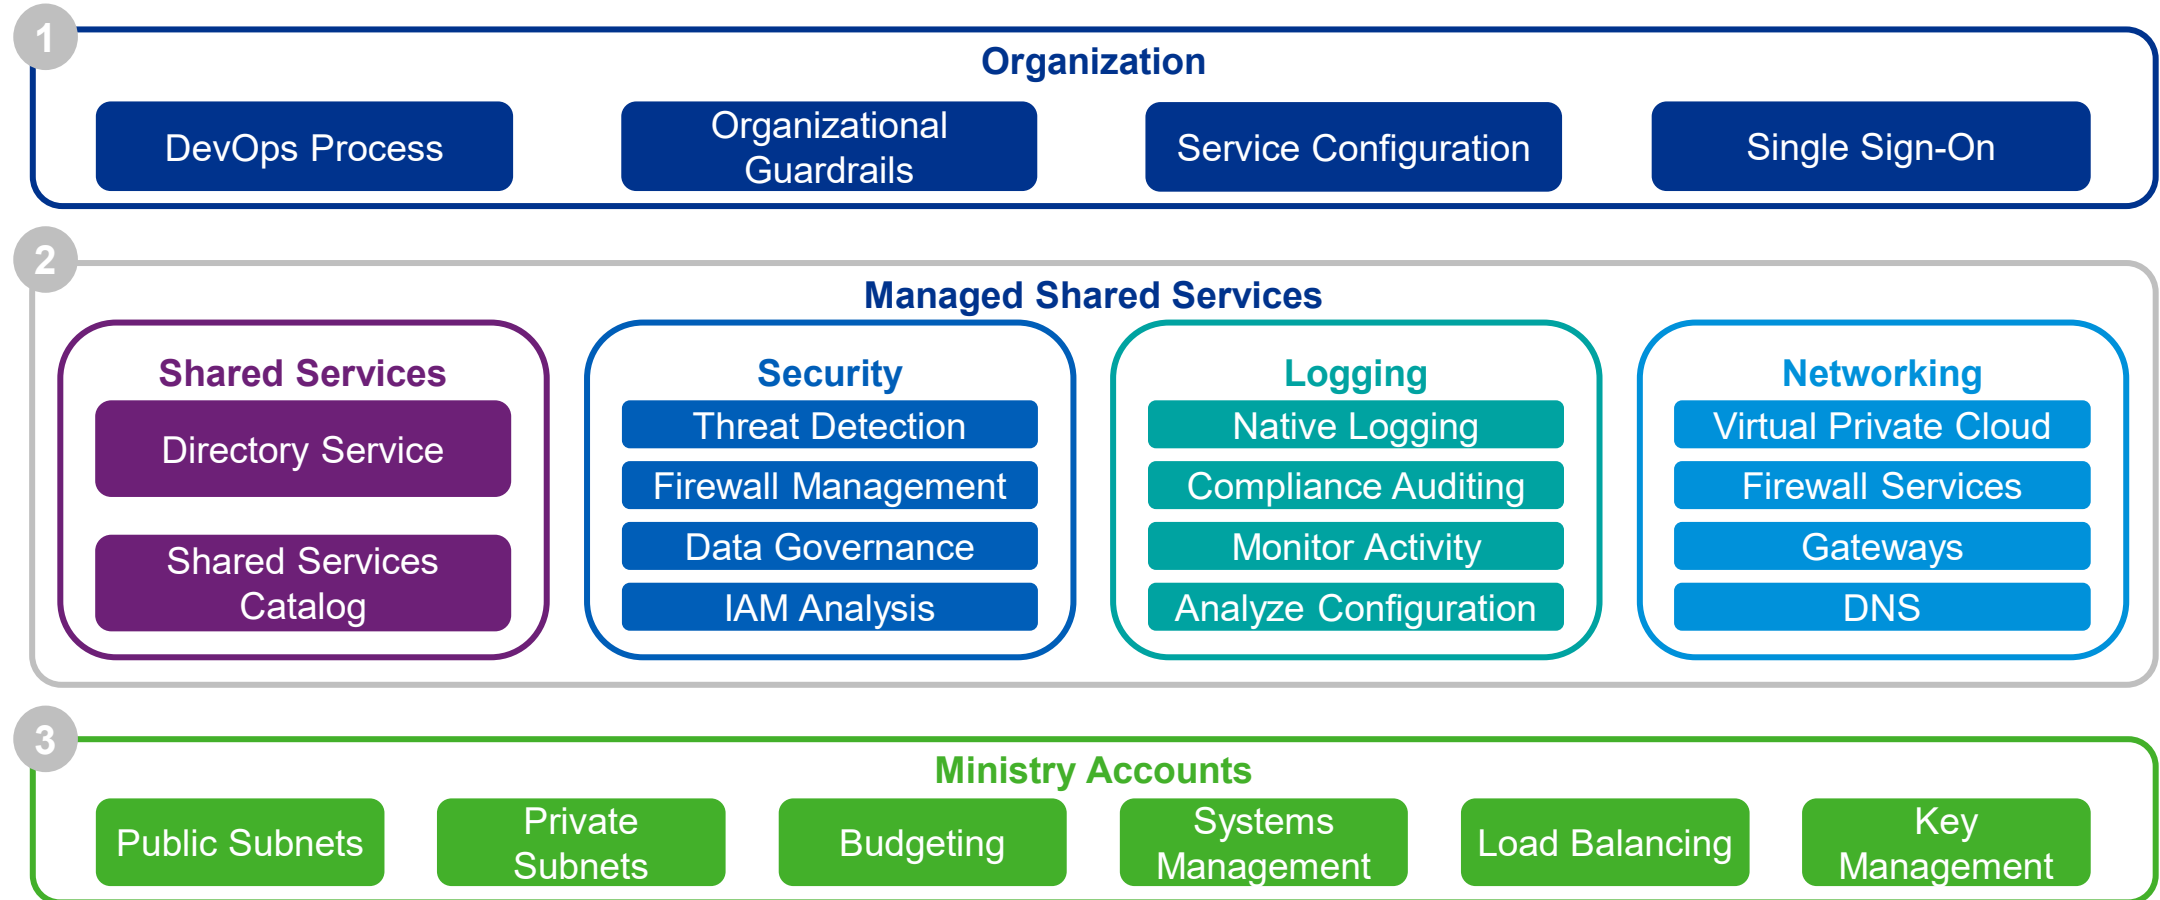 1
Organization
DevOps Process
Organizational
Guardrails
Service Configuration
Single Sign-On
2
Managed Shared Services
Shared Services
Directory Service
Shared Services
Catalog
Security
Threat Detection
Firewall Management
Data Governance
IAM Analysis
Logging
Native Logging
Compliance Auditing
Monitor Activity
Analyze Configuration
Networking
Virtual Private Cloud
Firewall Services
Gateways
DNS
3
Ministry Accounts
Public Subnets
Private
Subnets
Budgeting
Systems
Management
Load Balancing
Key
Management